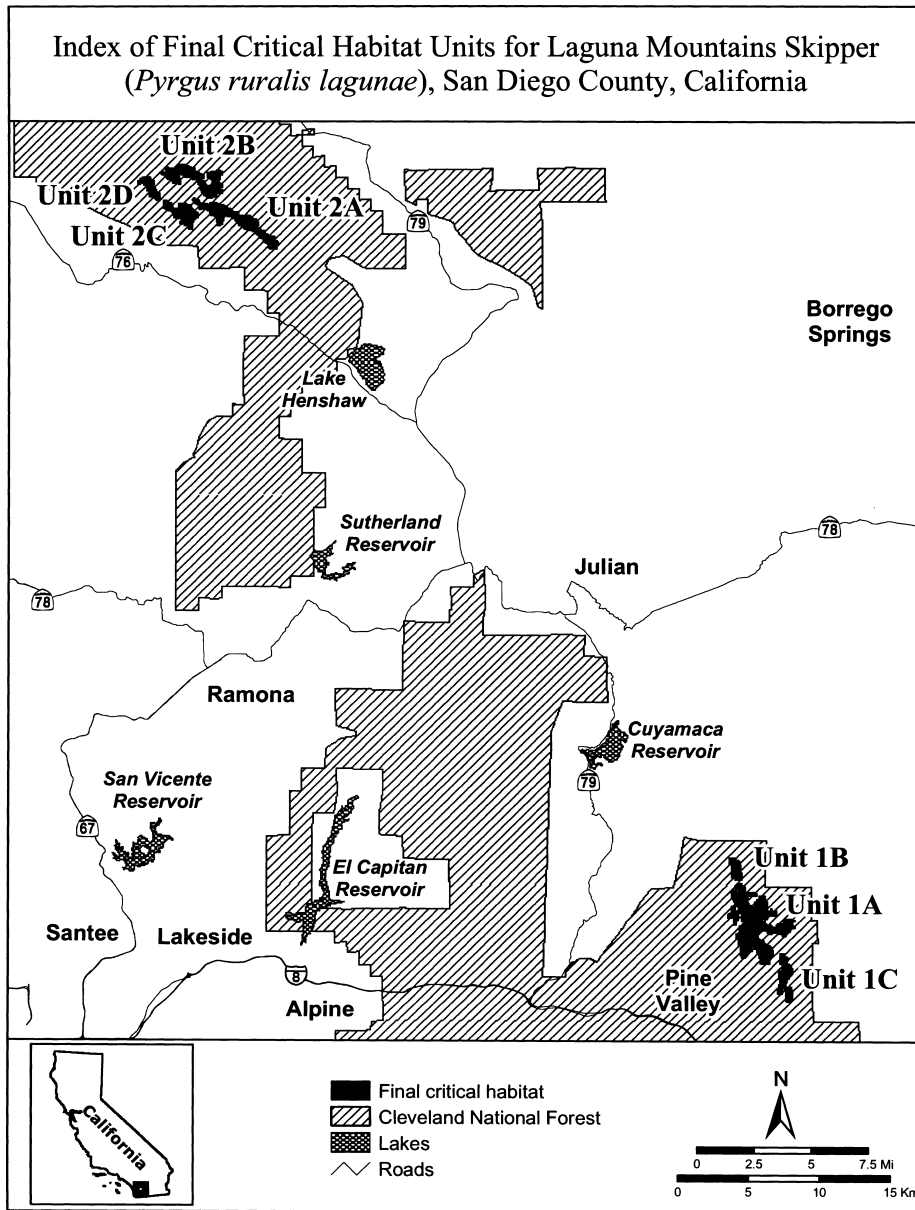 Index of Final Critical Habitat Units for Laguna Mountains Skipper
(Pyrgus ruralis lagunae), San Diego County, California
Unit 2B
Unit 2D
Unit 2A
Unit 2C
79
76
Borrego
Springs
Lake
Henshaw
Sutherland
Reservoir
78
Julian
78
Ramona
Cuyamaca
Reservoir
San Vicente
Reservoir
79
67
Unit 1B
El Capitan
Reservoir
Unit 1A
Santee
Lakeside
8
Pine
Valley
Unit 1C
Alpine
California
Final critical habitat
Cleveland National Forest
Lakes
Roads
N
0 2.5 5 7.5 Mi
0 5 10 15 Km